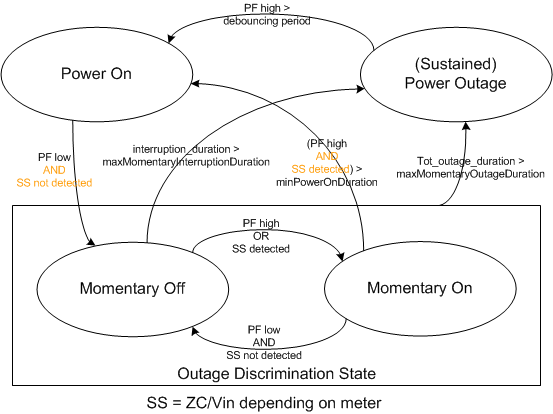 PF high >
debouncing period
Power On
(Sustained)
Power Outage
PF low
AND
SS not detected
interruption_duration >
maxMomentaryInterruptionDuration
(PF high
AND
SS detected) >
minPowerOnDuration
Tot_outage_duration >
maxMomentaryOutageDuration
PF high
OR
SS detected
Momentary Off
Momentary On
PF low
AND
SS not detected
Outage Discrimination State
SS = ZC/Vin depending on meter